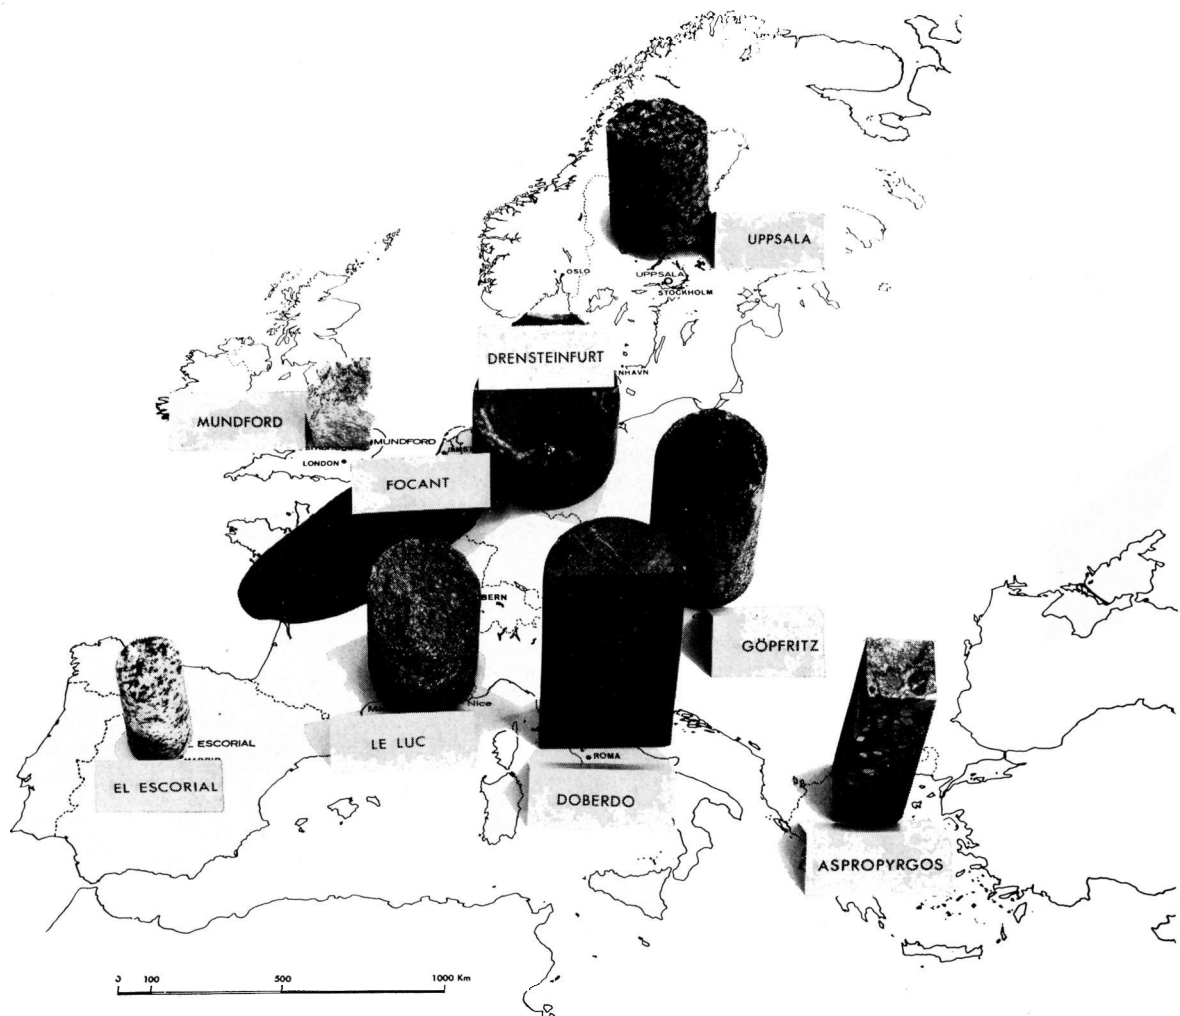 UPPSALA
OSLO
UPPSALA
STOCKHOLM
DRENSTEINFURT
NHAVN
MUNDFORD
MUNDFORD
LONDON
FOCANT
BERN
GÖPFRITZ
Nice
ESCORIAL
LE LUC
ROMA
EL ESCORIAL
DOBERDO
ASPROPYRGOS
100 500 1000 Km